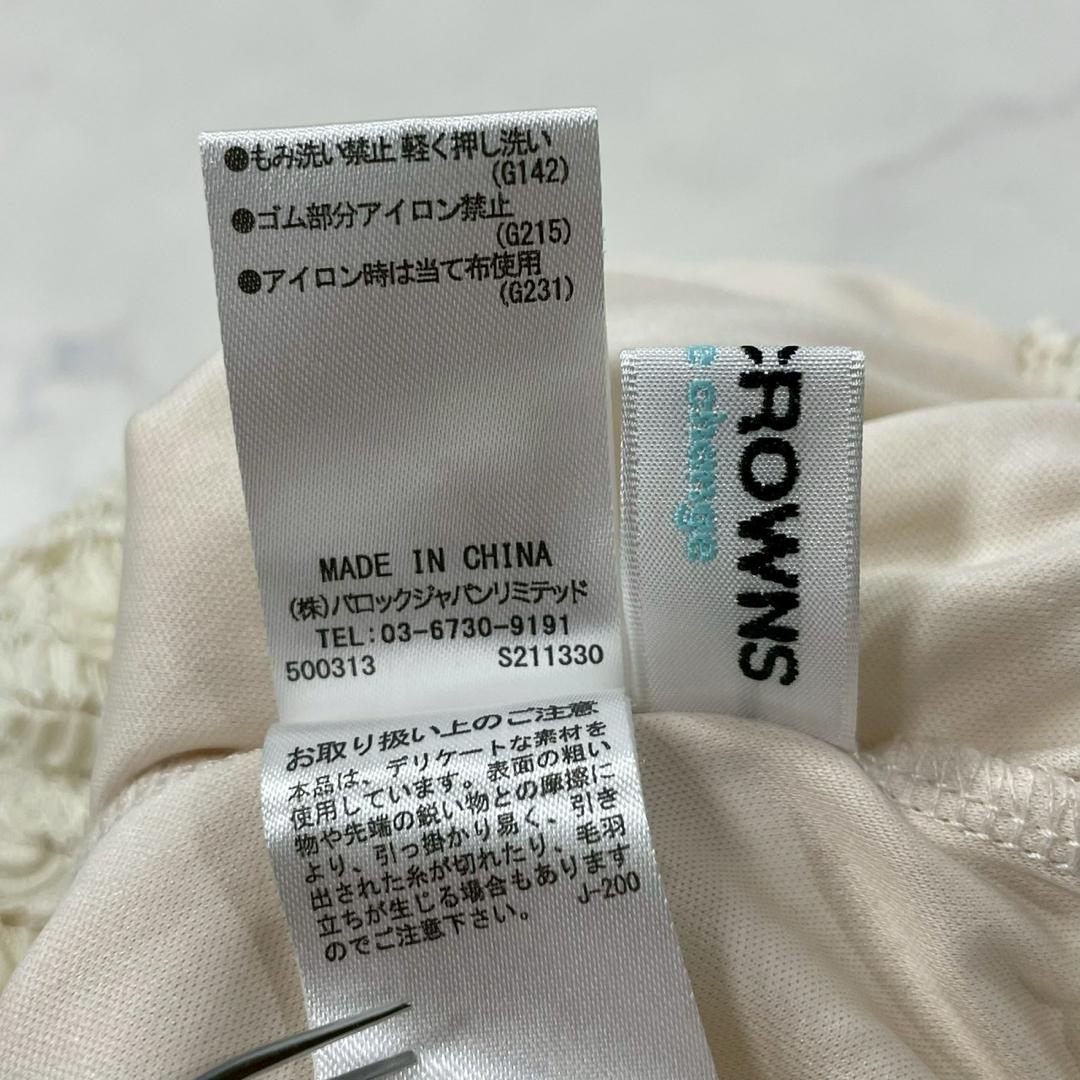 ●もみ洗い禁止 軽く押し洗い
(G142)
●ゴム部分アイロン禁止
(G215)
●アイロン時は当て布使用
(G231)
MADE IN CHINA
(株)バロックジャパンリミテッド
TEL:03-6730-9191
500313 S211330
お取り扱い上のご注意
本品は、デリケートな素材を
使用しています。表面の粗い
物や先端の鋭い物との摩擦に
より、引っ掛かり易く、引き
出された糸が切れたり、毛羽
立ちが生じる場合もあります
のでご注意下さい。
J-200
CROWNS
e change